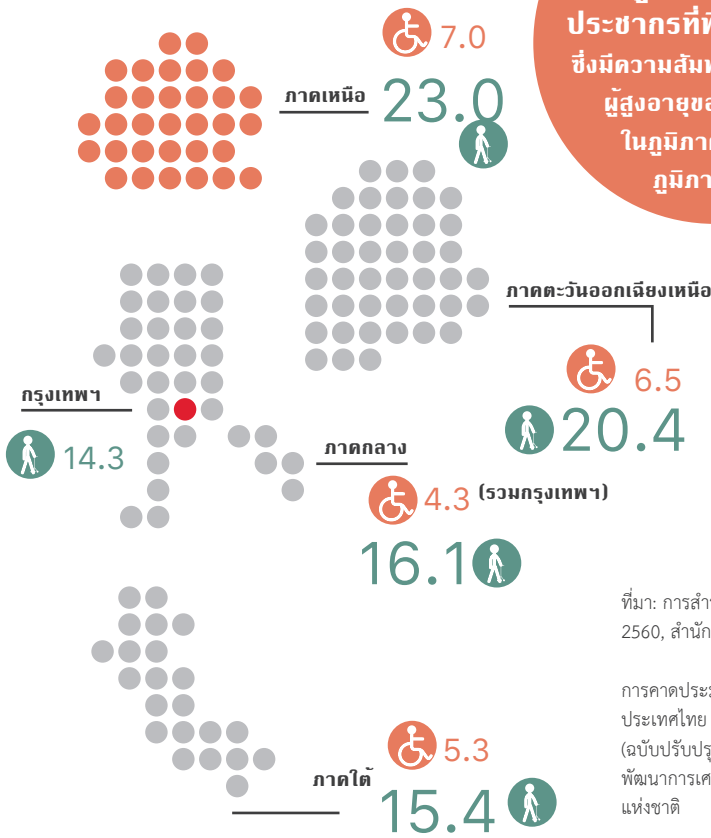 7.0
ภาคเหนือ 23.0
ประชากรที่พิ
ซึ่งมีความสัมพ
ผู้สูงอายุขอ
ในภูมิภา
ภูมิภา
ภาคตะวันออกเฉียงเหนือ
6.5
20.4
กรุงเทพฯ
14.3
ภาคกลาง
4.3 (รวมกรุงเทพฯ)
16.1
5.3
ภาคใต้
15.4
ที่มา: การสำร
2560, สำนัก
การคาดประม
ประเทศไทย
(ฉบับปรับปรุ
พัฒนาการเศ
แห่งชาติ